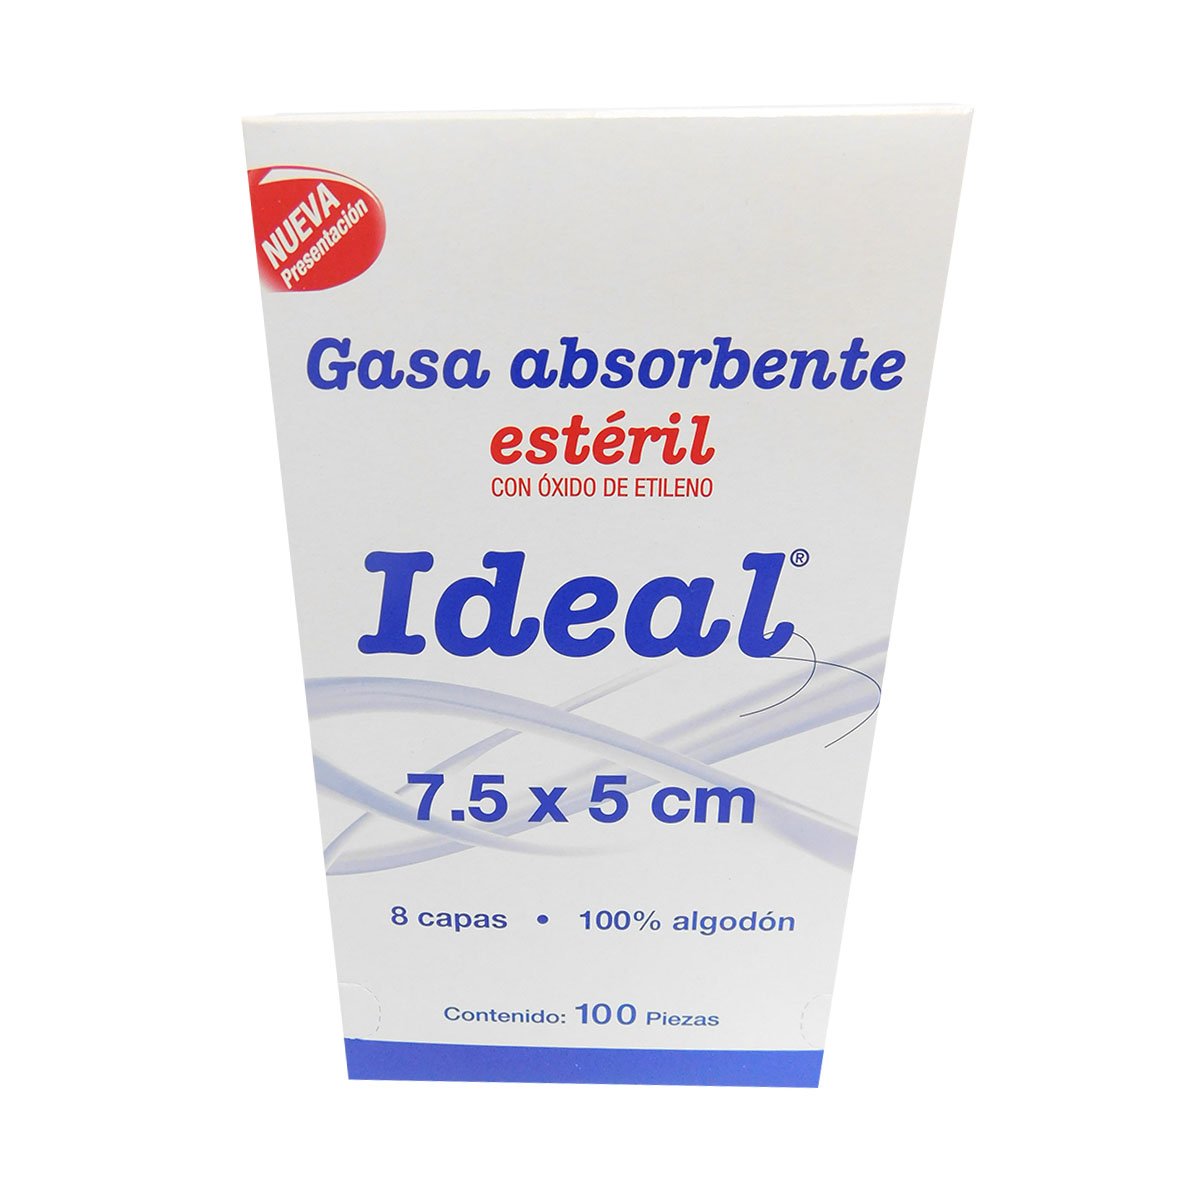 NUEVA
Presentación
Gasa absorbente
estéril
CON ÓXIDO DE ETILENO
Ideal®
7.5 x 5 cm
8 capas • 100% algodón
Contenido: 100 Piezas